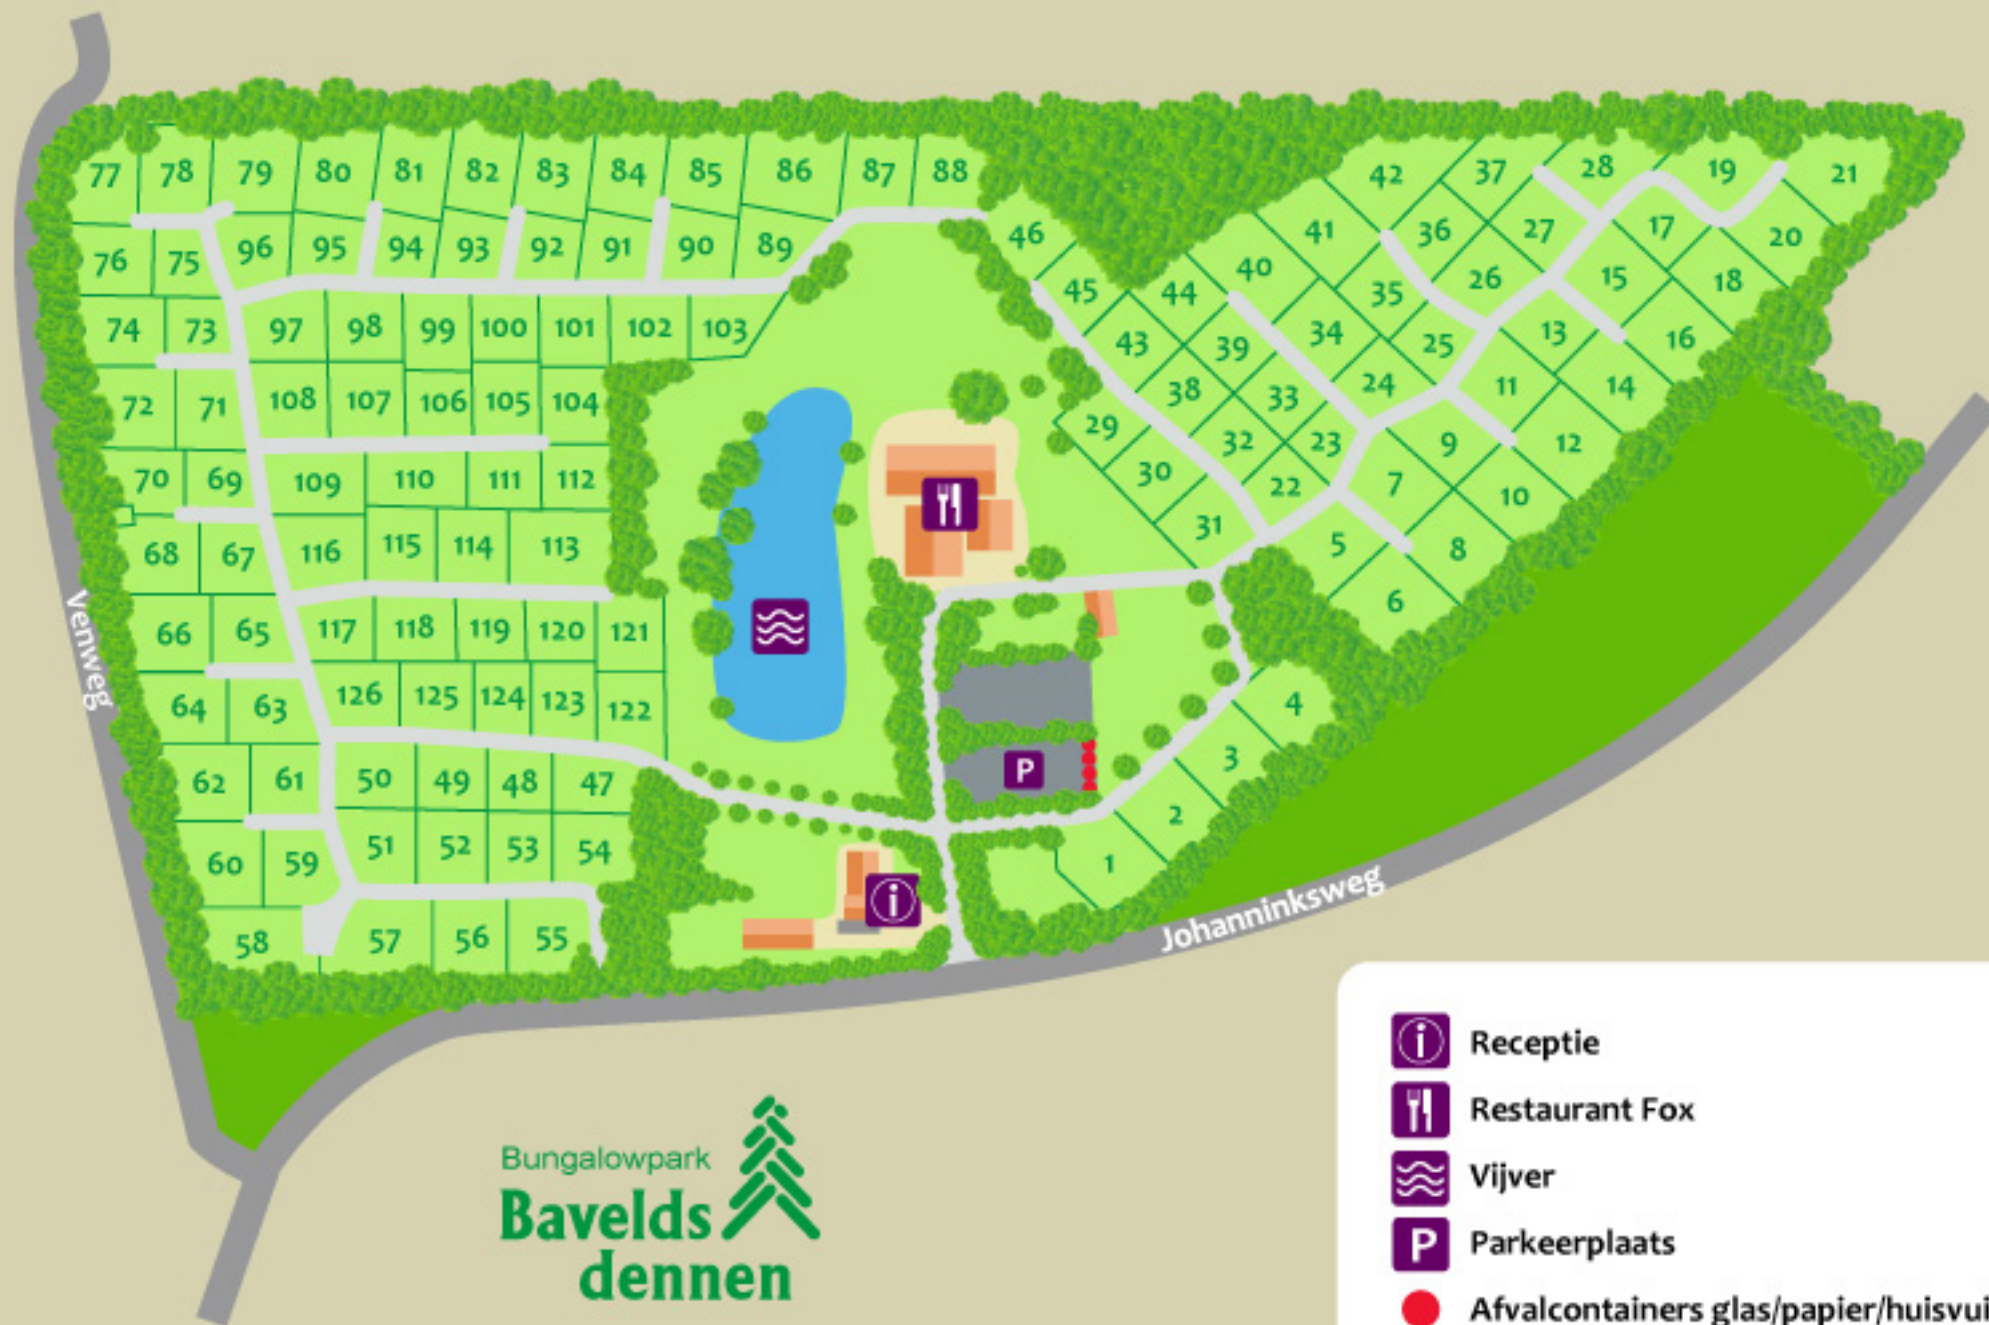 77 78 79 80 81 82 83 84 85 86 87 88 42 37 28 19 21
76 75 96 95 94 93 92 91 90 89 46 41 36 27 17 20
74 73 97 98 99 100 101 102 103 45 44 40 35 26 15 18
72 71 108 107 106 105 104 43 39 34 25 13 16
38 33 24 11 14
70 69 109 110 111 112 29 32 23 9 12
30 22 7 10
68 67 116 115 114 113 31 5 8
66 65 117 118 119 120 121 6
64 63 126 125 124 123 122 4
Venweg
62 61 50 49 48 47 P 3
60 59 51 52 53 54 2
1
58 57 56 55 i
Johanninksweg
i Receptie
Restaurant Fox
Vijver
P Parkeerplaats
Afvalcontainers glas/papier/huisvui
Bungalowpark
Bavelds
dennen